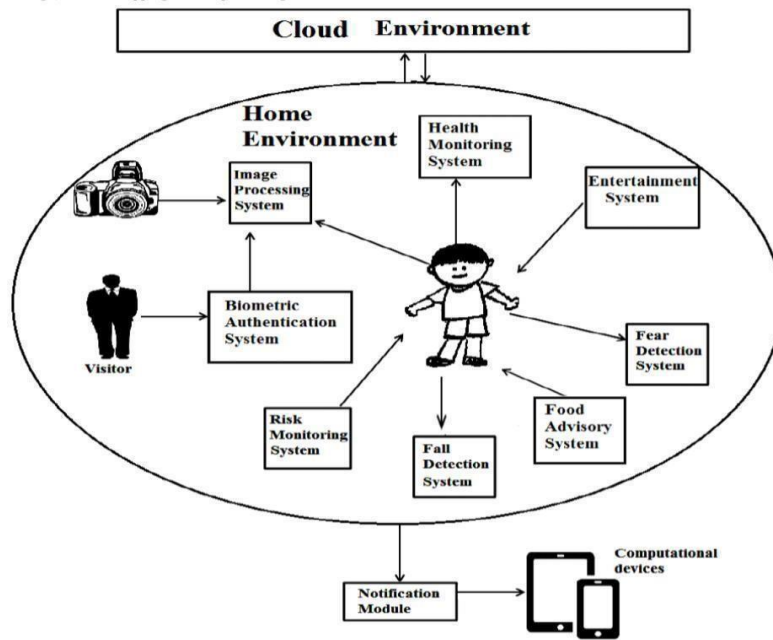 Cloud Environment
Home
Environment
Health
Monitoring
System
Image
Processing
System
Entertainment
System
Biometric
Authentication
System
Visitor
Fear
Detection
System
Risk
Monitoring
System
Food
Advisory
System
Fall
Detection
System
Computational
devices
Notification
Module